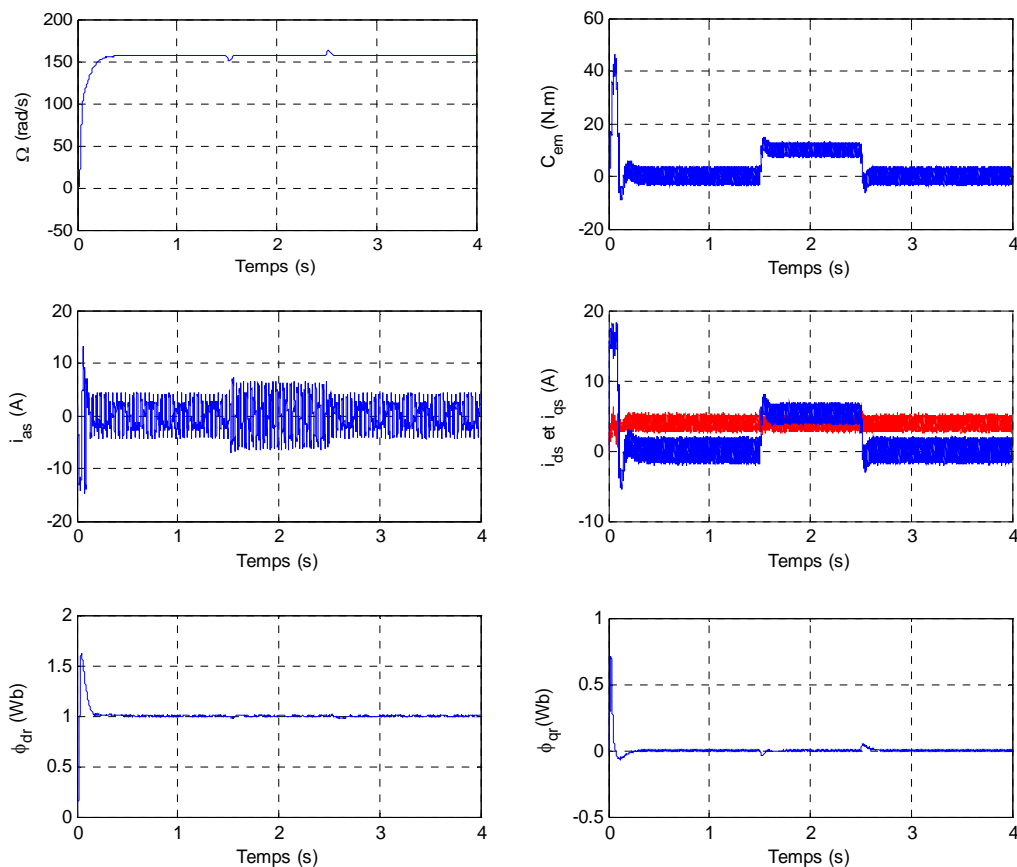 200
150
100
50
0
-50
Ω (rad/s)
0 1 2 3 4
Temps (s)
60
40
20
0
-20
C_em (N.m)
0 1 2 3 4
Temps (s)
20
10
0
-10
-20
i_as (A)
0 1 2 3 4
Temps (s)
20
10
0
-10
i_ds et i_qs (A)
0 1 2 3 4
Temps (s)
2
1.5
1
0.5
0
ϕ_dr (Wb)
0 1 2 3 4
Temps (s)
1
0.5
0
-0.5
ϕ_qr(Wb)
0 1 2 3 4
Temps (s)